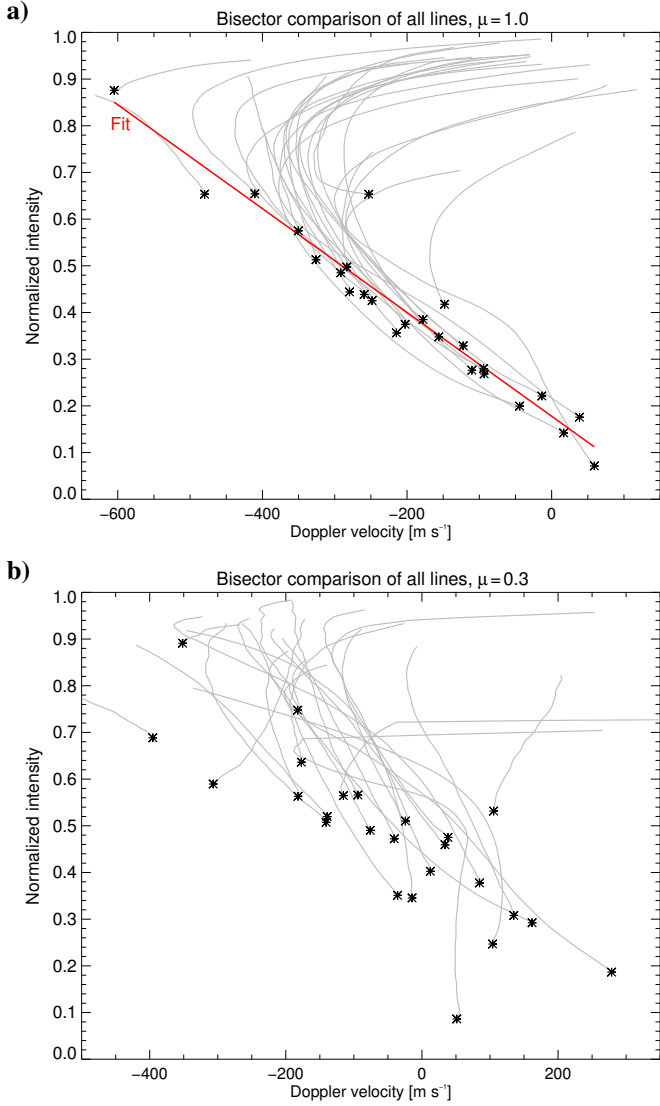 a)
Bisector comparison of all lines, μ=1.0
1.0
0.9
0.8
0.7
0.6
0.5
0.4
0.3
0.2
0.1
0.0
Normalized intensity
Fit
−600 −400 −200 0
Doppler velocity [m s⁻¹]
b)
Bisector comparison of all lines, μ=0.3
1.0
0.9
0.8
0.7
0.6
0.5
0.4
0.3
0.2
0.1
0.0
Normalized intensity
−400 −200 0 200
Doppler velocity [m s⁻¹]